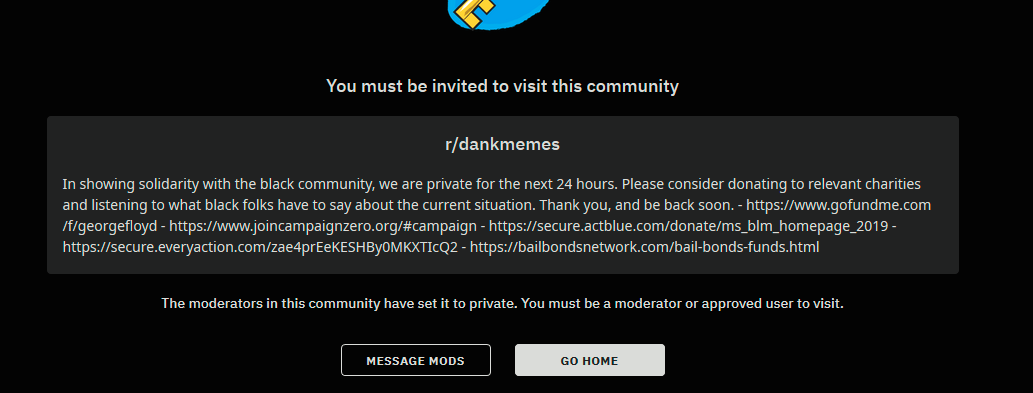 You must be invited to visit this community
r/dankmemes
In showing solidarity with the black community, we are private for the next 24 hours. Please consider donating to relevant charities
and listening to what black folks have to say about the current situation. Thank you, and be back soon. - https://www.gofundme.com
/f/georgefloyd - https://www.joincampaignzero.org/#campaign - https://secure.actblue.com/donate/ms_blm_homepage_2019 -
https://secure.everyaction.com/zae4prEeKESHBy0MKXTIcQ2 - https://bailbondsnetwork.com/bail-bonds-funds.html
The moderators in this community have set it to private. You must be a moderator or approved user to visit.
MESSAGE MODS
GO HOME